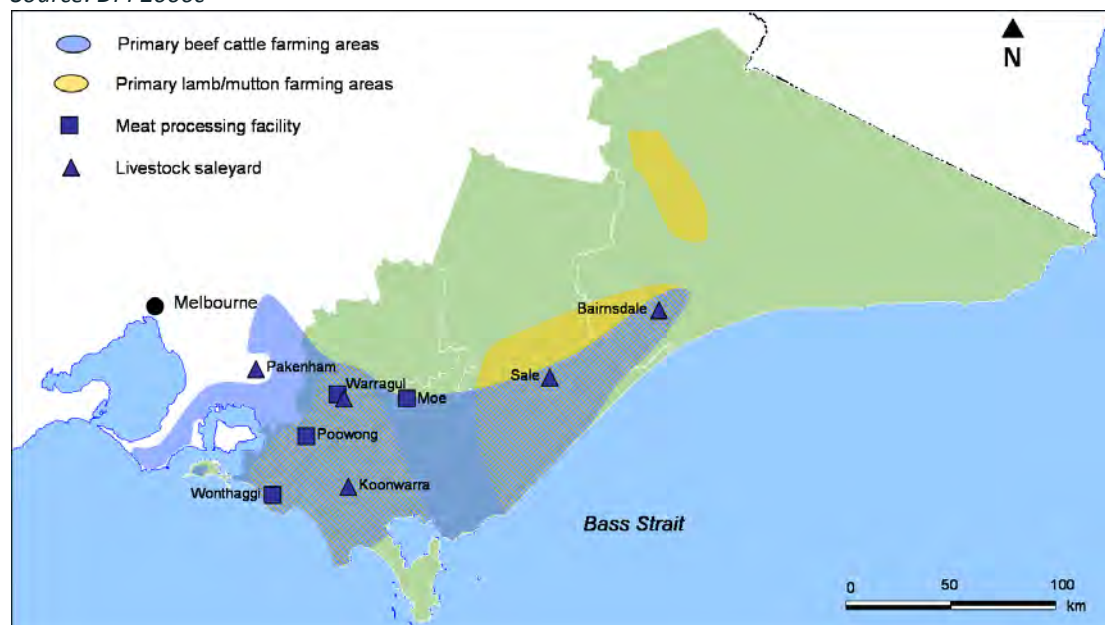 Primary beef cattle farming areas
Primary lamb/mutton farming areas
Meat processing facility
Livestock saleyard
N
Melbourne
Bairnsdale
Pakenham
Sale
Warragul
Moe
Poowong
Koonwarra
Wonthaggi
Bass Strait
0 50 100
km